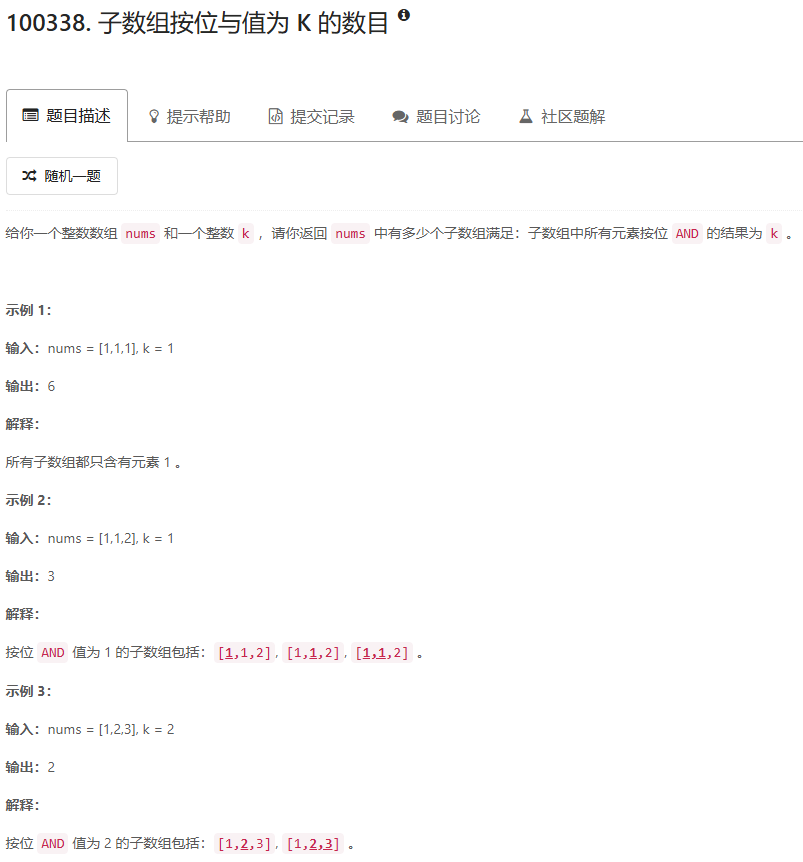 100338. 子数组按位与值为 K 的数目
题目描述 提示帮助 提交记录 题目讨论 社区题解
随机一题
给你一个整数数组 nums 和一个整数 k ，请你返回 nums 中有多少个子数组满足：子数组中所有元素按位 AND 的结果为 k 。
示例 1：
输入：nums = [1,1,1], k = 1
输出：6
解释：
所有子数组都只含有元素 1 。
示例 2：
输入：nums = [1,1,2], k = 1
输出：3
解释：
按位 AND 值为 1 的子数组包括：[1,1,2], [1,1,2], [1,1,2] 。
示例 3：
输入：nums = [1,2,3], k = 2
输出：2
解释：
按位 AND 值为 2 的子数组包括：[1,2,3], [1,2,3] 。